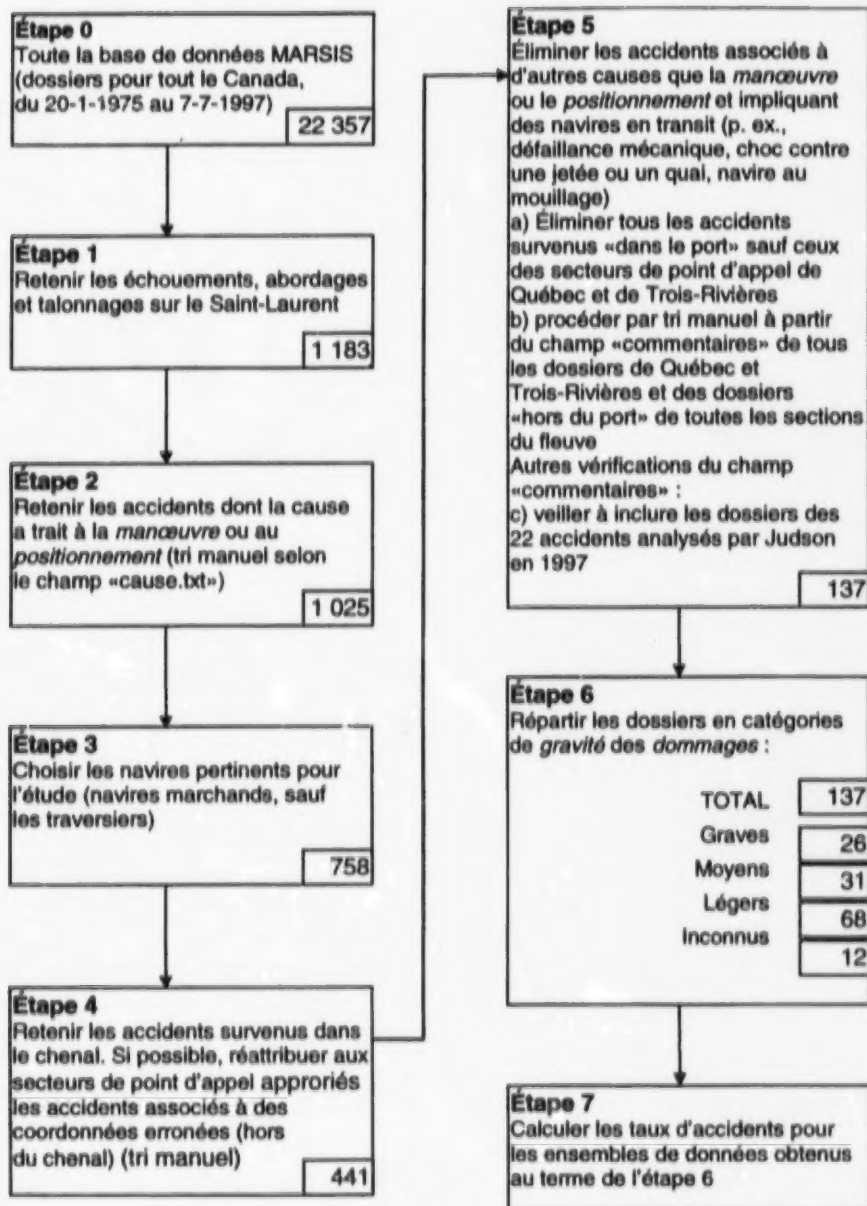 Étape 0
Toute la base de données MARSIS
(dossiers pour tout le Canada,
du 20-1-1975 au 7-7-1997)
22 357
Étape 1
Retenir les échouements, abordages
et talonnages sur le Saint-Laurent
1 183
Étape 2
Retenir les accidents dont la cause
a trait à la manœuvre ou au
positionnement (tri manuel selon
le champ «cause.txt»)
1 025
Étape 3
Choisir les navires pertinents pour
l'étude (navires marchands, sauf
les traversiers)
758
Étape 4
Retenir les accidents survenus dans
le chenal. Si possible, réattribuer aux
secteurs de point d'appel approriés
les accidents associés à des
coordonnées erronées (hors
du chenal) (tri manuel)
441
Étape 5
Éliminer les accidents associés à
d'autres causes que la manœuvre
ou le positionnement et impliquant
des navires en transit (p. ex.,
défaillance mécanique, choc contre
une jetée ou un quai, navire au
mouillage)
a) Éliminer tous les accidents
survenus «dans le port» sauf ceux
des secteurs de point d'appel de
Québec et de Trois-Rivières
b) procéder par tri manuel à partir
du champ «commentaires» de tous
les dossiers de Québec et
Trois-Rivières et des dossiers
«hors du port» de toutes les sections
du fleuve
Autres vérifications du champ
«commentaires» :
c) veiller à inclure les dossiers des
22 accidents analysés par Judson
en 1997
137
Étape 6
Répartir les dossiers en catégories
de gravité des dommages :
TOTAL 137
Graves 26
Moyens 31
Légers 68
Inconnus 12
Étape 7
Calculer les taux d'accidents pour
les ensembles de données obtenus
au terme de l'étape 6